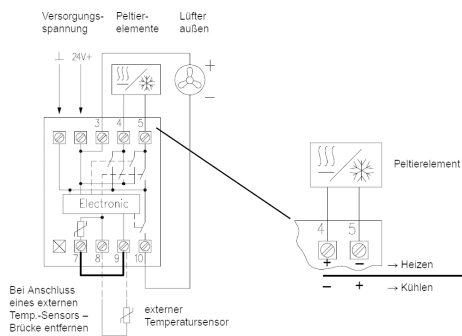 Versorgungs-
spannung
Peltier-
elemente
Lüfter
außen
⊥ 24V+
+
−
3 4 5
Electronic
7 8 9 10
Bei Anschluss
eines externen
Temp.-Sensors –
Brücke entfernen
externer
Temperatursensor
Peltierelement
4 5
+ − → Heizen
− + → Kühlen